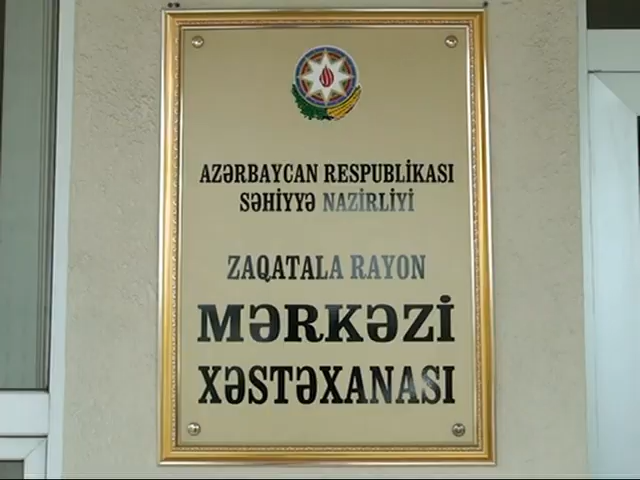 AZƏRBAYCAN RESPUBLİKASI
SƏHİYYƏ NAZİRLİYİ
ZAQATALA RAYON
MƏRKƏZİ
XƏSTƏXANASI